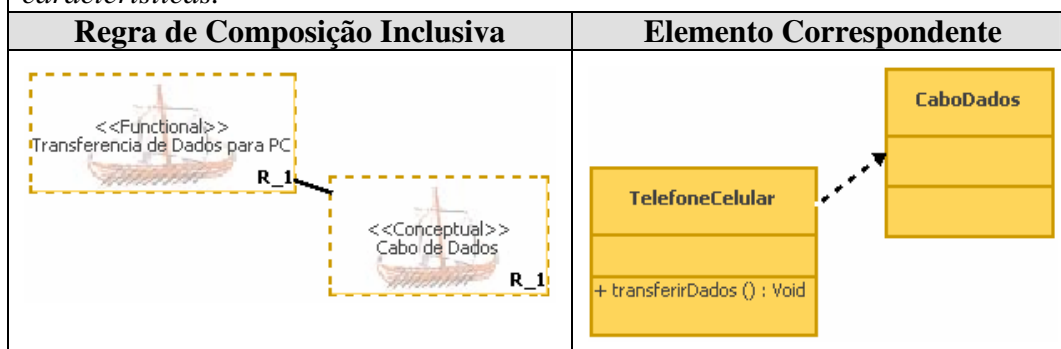 características.
Regra de Composição Inclusiva
Elemento Correspondente
<<Functional>>
Transferencia de Dados para PC
R_1
<<Conceptual>>
Cabo de Dados
R_1
CaboDados
TelefoneCelular
+ transferirDados () : Void